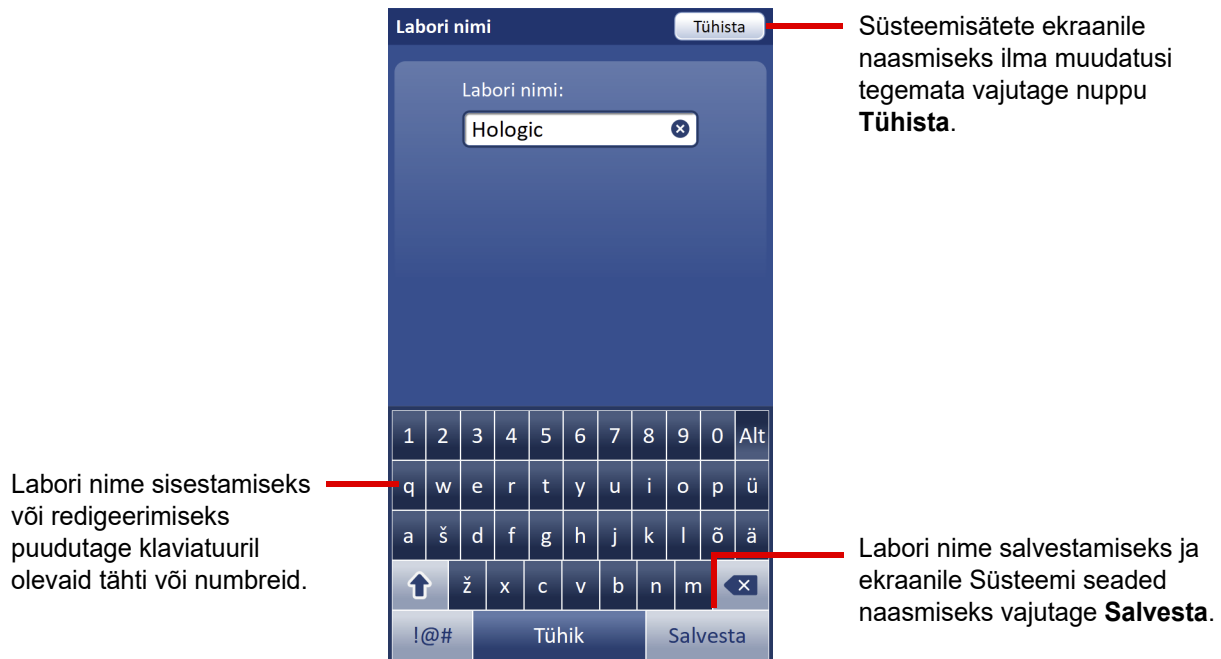 Labori nimi
Tühista
Labori nimi:
Hologic
1 2 3 4 5 6 7 8 9 0 Alt
q w e r t y u i o p ü
a š d f g h j k l õ ä
ž x c v b n m
!@# Tühik Salvesta
Süsteemisätete ekraanile
naasmiseks ilma muudatusi
tegemata vajutage nuppu
Tühista.
Labori nime sisestamiseks
või redigeerimiseks
puudutage klaviatuuril
olevaid tähti või numbreid.
Labori nime salvestamiseks ja
ekraanile Süsteemi seaded
naasmiseks vajutage Salvesta.